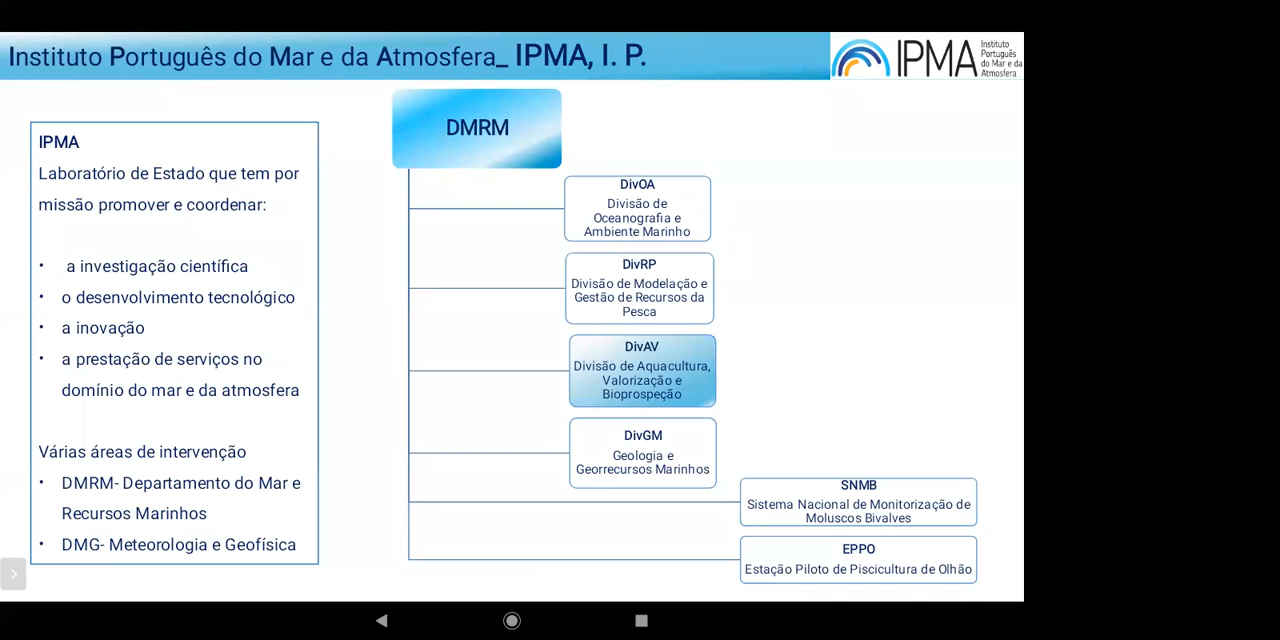 Instituto Português do Mar e da Atmosfera_ IPMA, I. P.
IPMA
Instituto
Português
do Mar e da
Atmosfera
IPMA
Laboratório de Estado que tem por
missão promover e coordenar:
• a investigação científica
• o desenvolvimento tecnológico
• a inovação
• a prestação de serviços no
domínio do mar e da atmosfera
Várias áreas de intervenção
• DMRM- Departamento do Mar e
Recursos Marinhos
• DMG- Meteorologia e Geofísica
DMRM
DivOA
Divisão de
Oceanografia e
Ambiente Marinho
DivRP
Divisão de Modelação e
Gestão de Recursos da
Pesca
DivAV
Divisão de Aquacultura,
Valorização e
Bioprospeção
DivGM
Geologia e
Georrecursos Marinhos
SNMB
Sistema Nacional de Monitorização de
Moluscos Bivalves
EPPO
Estação Piloto de Piscicultura de Olhão